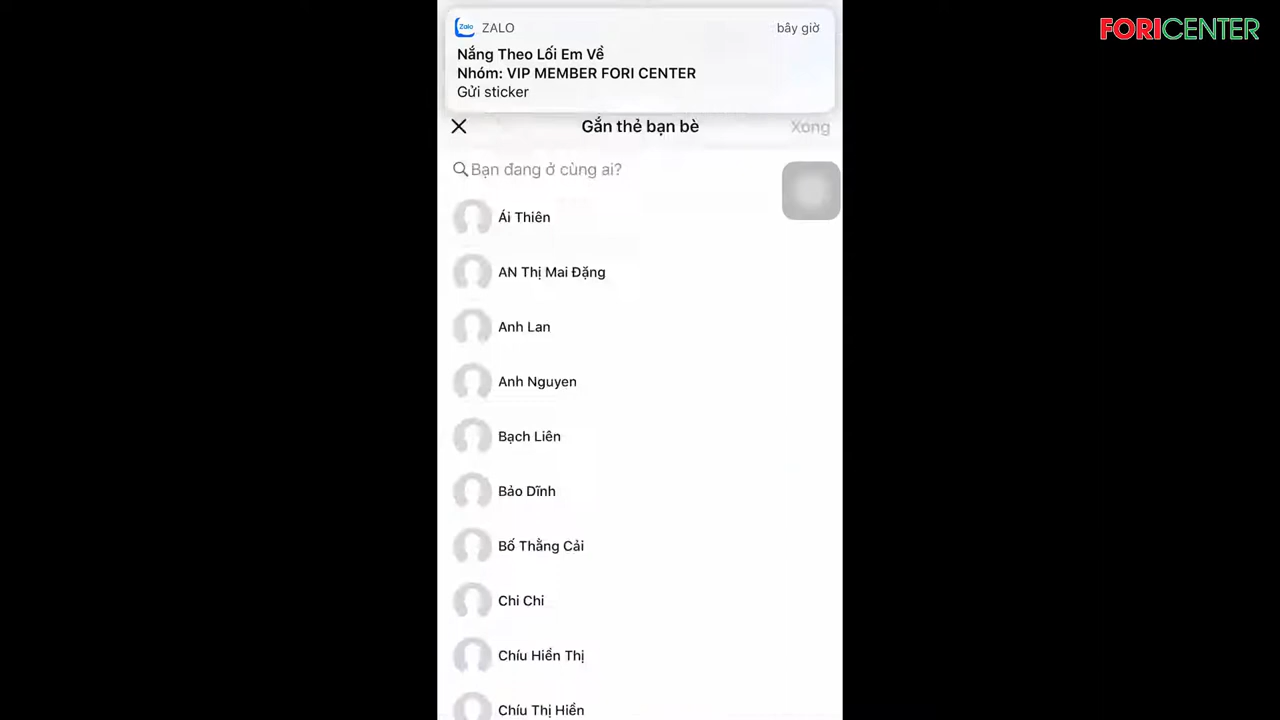 FORICENTER
Zalo ZALO bây giờ
Nắng Theo Lối Em Về
Nhóm: VIP MEMBER FORI CENTER
Gửi sticker
Gắn thẻ bạn bè Xong
Bạn đang ở cùng ai?
Ái Thiên
AN Thị Mai Đặng
Anh Lan
Anh Nguyen
Bạch Liên
Bảo Dĩnh
Bố Thằng Cải
Chi Chi
Chíu Hiền Thị
Chíu Thị Hiền